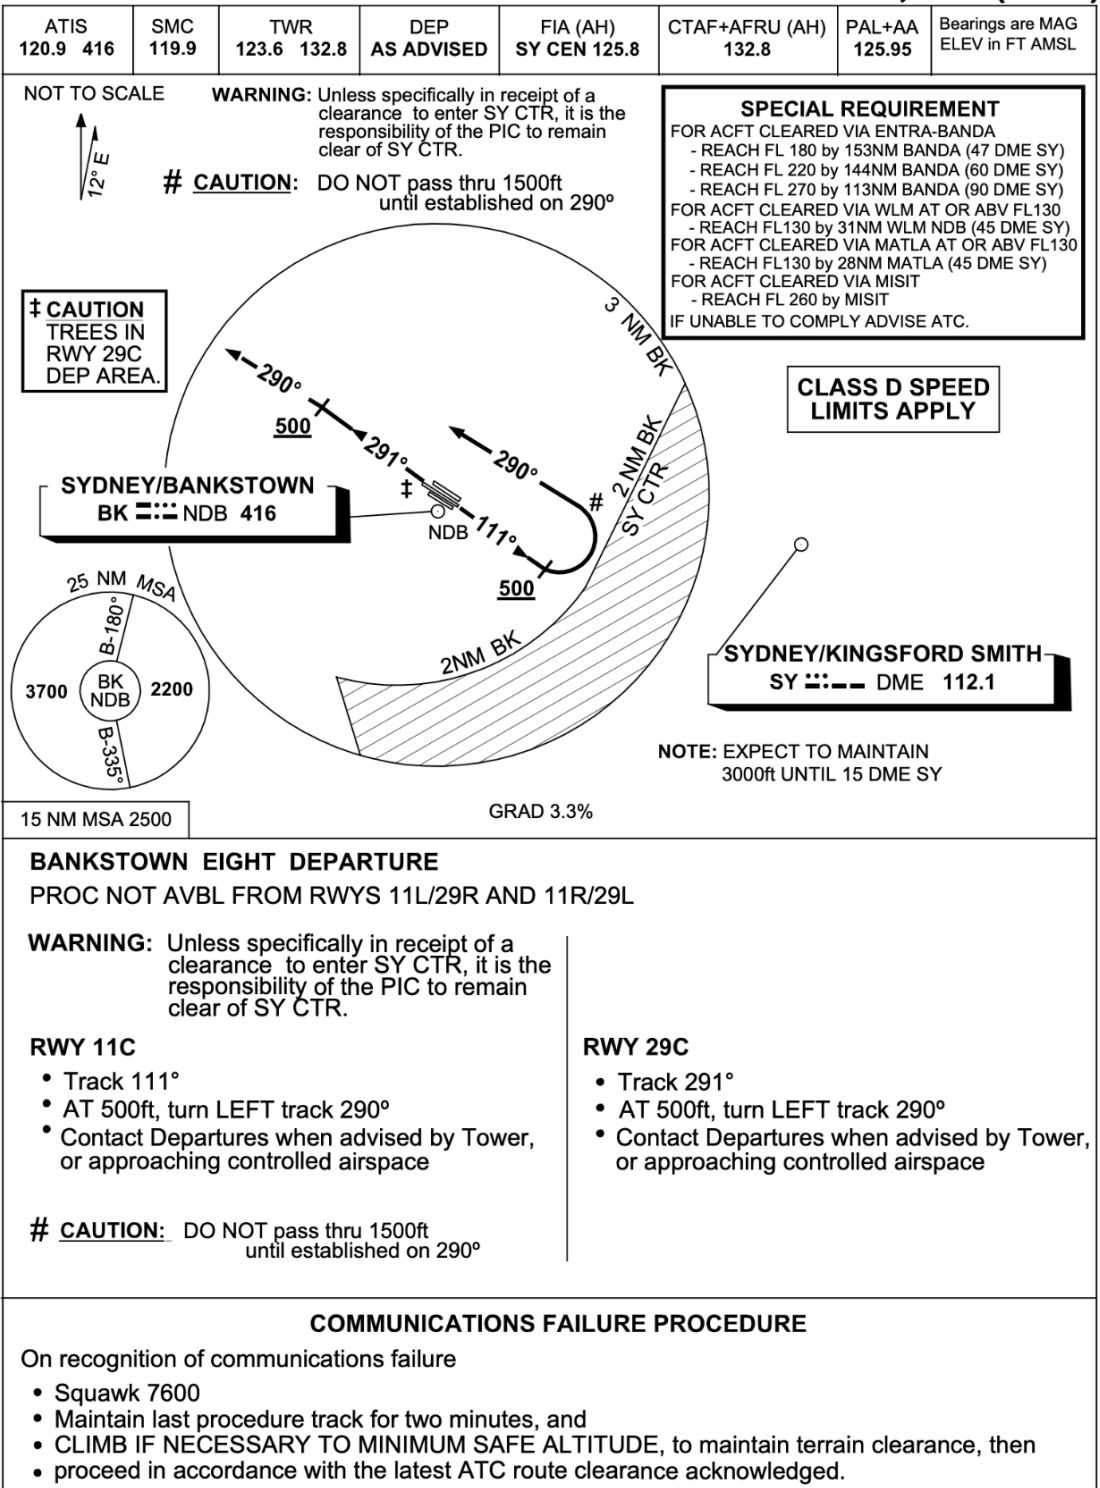 ATIS
120.9 416
SMC
119.9
TWR
123.6 132.8
DEP
AS ADVISED
FIA (AH)
SY CEN 125.8
CTAF+AFRU (AH)
132.8
PAL+AA
125.95
Bearings are MAG
ELEV in FT AMSL
NOT TO SCALE
12° E
WARNING: Unless specifically in receipt of a
clearance to enter SY CTR, it is the
responsibility of the PIC to remain
clear of SY CTR.
# CAUTION: DO NOT pass thru 1500ft
until established on 290º
SPECIAL REQUIREMENT
FOR ACFT CLEARED VIA ENTRA-BANDA
- REACH FL 180 by 153NM BANDA (47 DME SY)
- REACH FL 220 by 144NM BANDA (60 DME SY)
- REACH FL 270 by 113NM BANDA (90 DME SY)
FOR ACFT CLEARED VIA WLM AT OR ABV FL130
- REACH FL130 by 31NM WLM NDB (45 DME SY)
FOR ACFT CLEARED VIA MATLA AT OR ABV FL130
- REACH FL130 by 28NM MATLA (45 DME SY)
FOR ACFT CLEARED VIA MISIT
- REACH FL 260 by MISIT
IF UNABLE TO COMPLY ADVISE ATC.
‡ CAUTION
TREES IN
RWY 29C
DEP AREA.
3 NM BK
CLASS D SPEED
LIMITS APPLY
290°
500
291°
‡
290°
#
2 NM BK
SY CTR
SYDNEY/BANKSTOWN
BK NDB 416
NDB
111°
500
2NM BK
SYDNEY/KINGSFORD SMITH
SY DME 112.1
25 NM MSA
B-180°
3700
BK
NDB
2200
B-335°
NOTE: EXPECT TO MAINTAIN
3000ft UNTIL 15 DME SY
15 NM MSA 2500
GRAD 3.3%
BANKSTOWN EIGHT DEPARTURE
PROC NOT AVBL FROM RWYS 11L/29R AND 11R/29L
WARNING: Unless specifically in receipt of a
clearance to enter SY CTR, it is the
responsibility of the PIC to remain
clear of SY CTR.
RWY 11C
• Track 111°
• AT 500ft, turn LEFT track 290º
• Contact Departures when advised by Tower,
or approaching controlled airspace
# CAUTION: DO NOT pass thru 1500ft
until established on 290º
RWY 29C
• Track 291°
• AT 500ft, turn LEFT track 290º
• Contact Departures when advised by Tower,
or approaching controlled airspace
COMMUNICATIONS FAILURE PROCEDURE
On recognition of communications failure
• Squawk 7600
• Maintain last procedure track for two minutes, and
• CLIMB IF NECESSARY TO MINIMUM SAFE ALTITUDE, to maintain terrain clearance, then
• proceed in accordance with the latest ATC route clearance acknowledged.